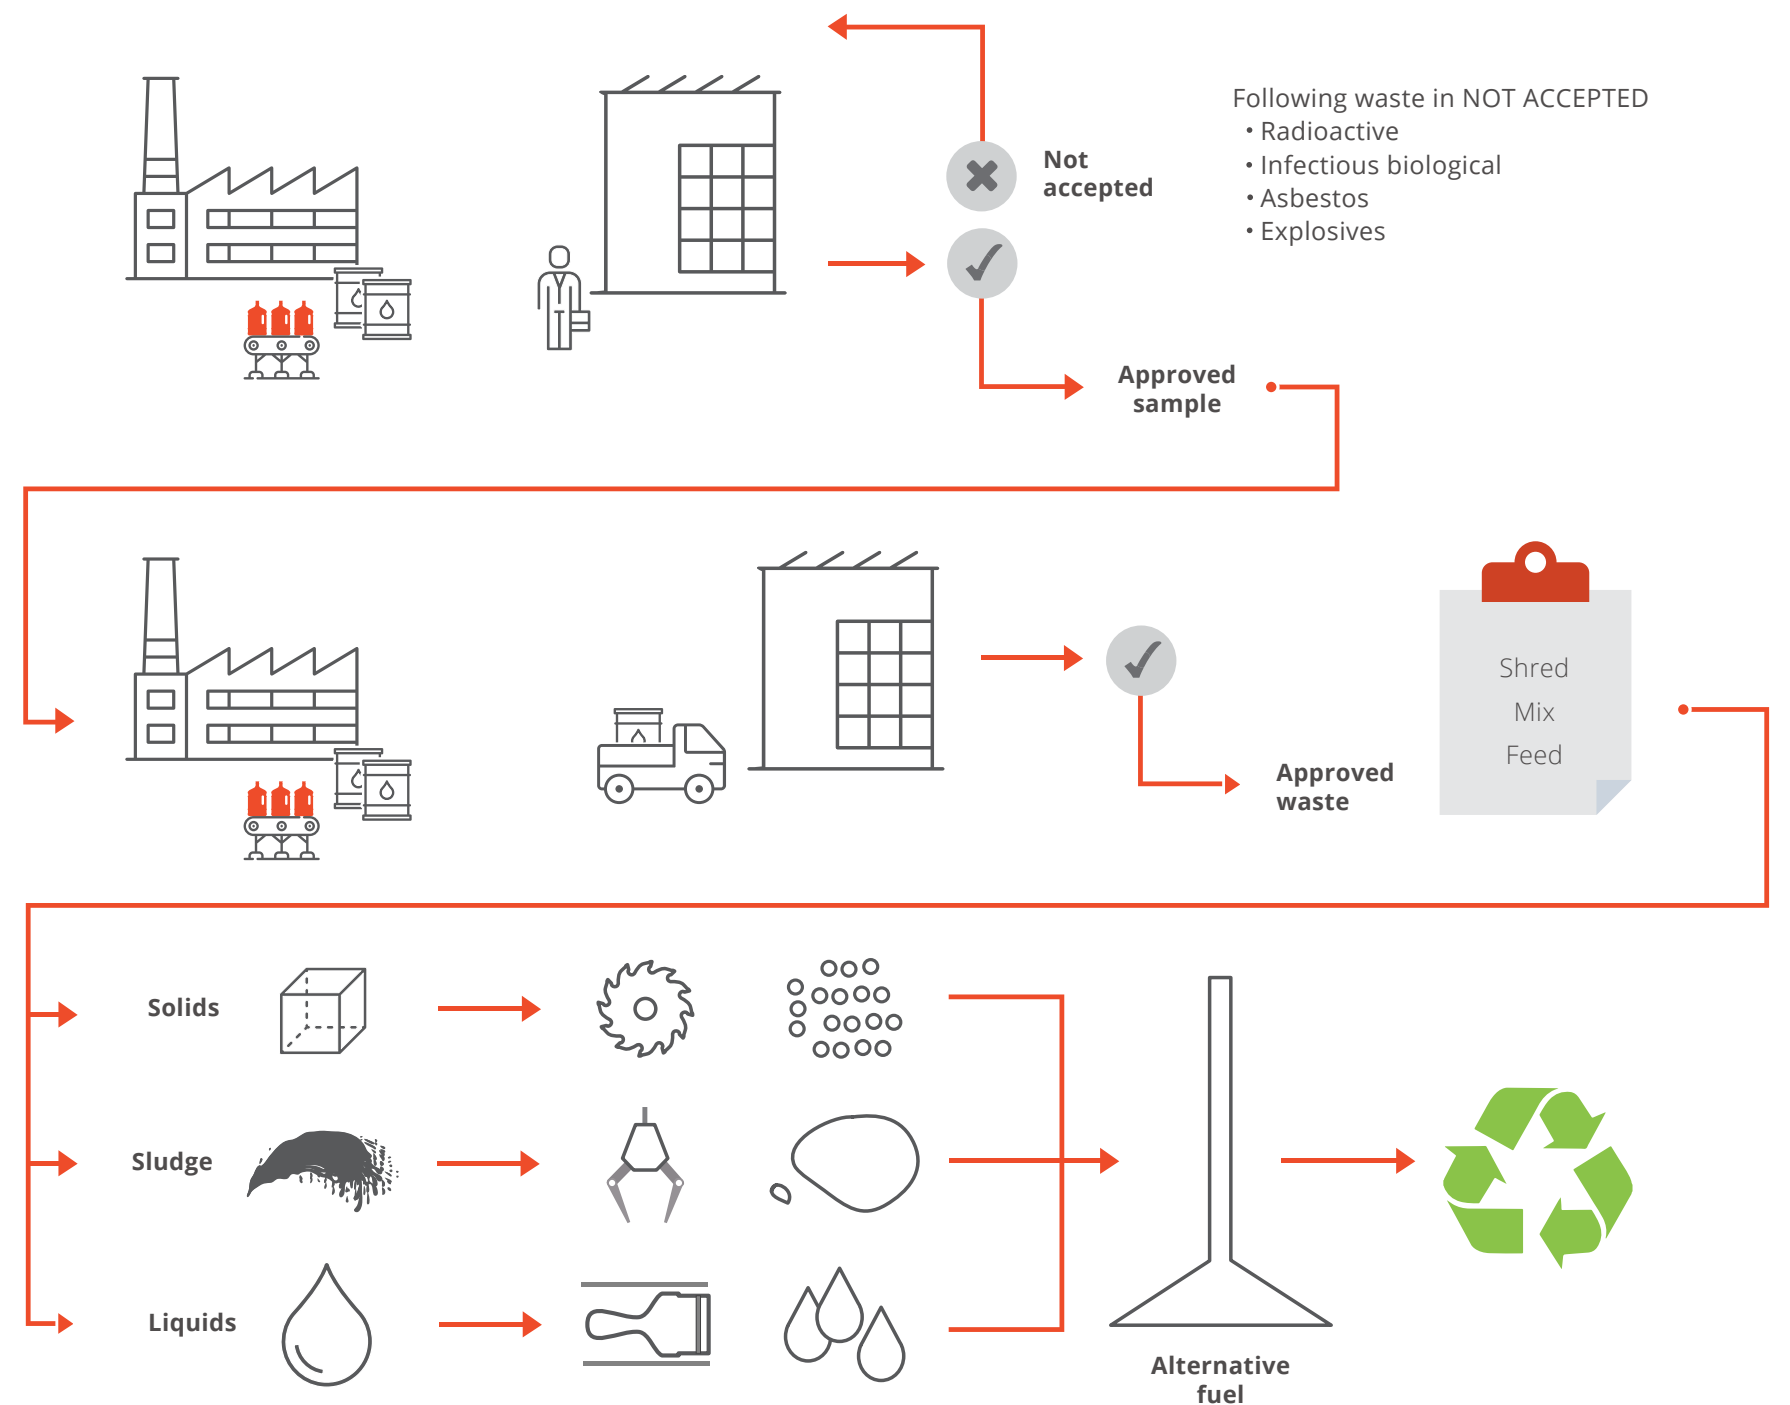 Following waste in NOT ACCEPTED
• Radioactive
• Infectious biological
• Asbestos
• Explosives
Not
accepted
Approved
sample
Shred
Mix
Feed
Approved
waste
Solids
Sludge
Liquids
Alternative
fuel